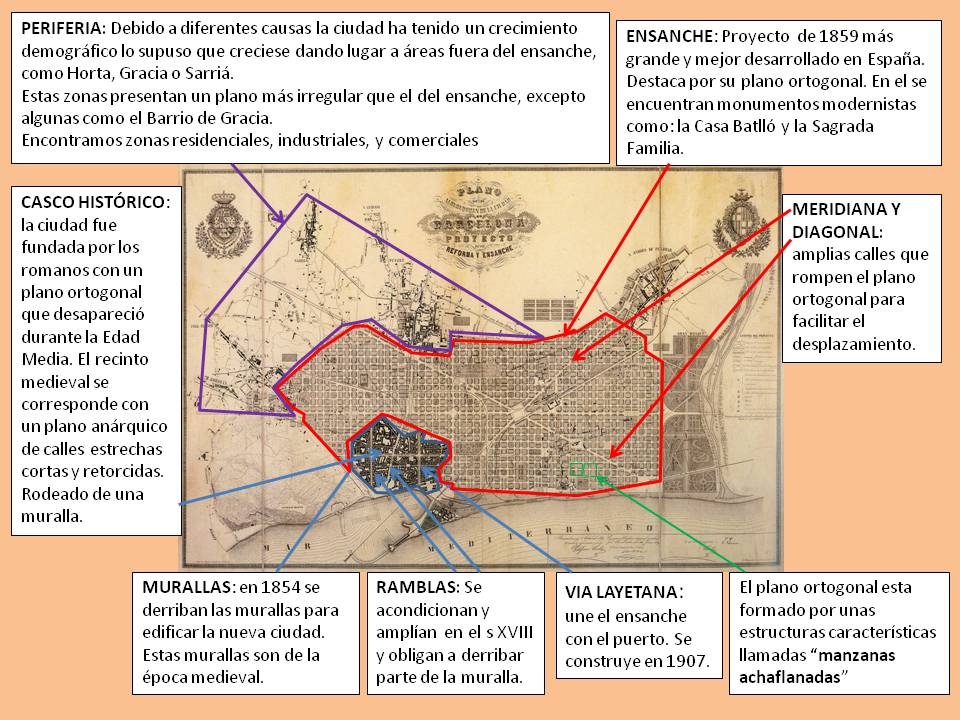 PERIFERIA: Debido a diferentes causas la ciudad ha tenido un crecimiento
demográfico lo supuso que creciese dando lugar a áreas fuera del ensanche,
como Horta, Gracia o Sarriá.
Estas zonas presentan un plano más irregular que el del ensanche, excepto
algunas como el Barrio de Gracia.
Encontramos zonas residenciales, industriales, y comerciales
ENSANCHE: Proyecto de 1859 más
grande y mejor desarrollado en España.
Destaca por su plano ortogonal. En el se
encuentran monumentos modernistas
como: la Casa Batlló y la Sagrada
Familia.
CASCO HISTÓRICO:
la ciudad fue
fundada por los
romanos con un
plano ortogonal
que desapareció
durante la Edad
Media. El recinto
medieval se
corresponde con
un plano anárquico
de calles estrechas
cortas y retorcidas.
Rodeado de una
muralla.
MERIDIANA Y
DIAGONAL:
amplias calles que
rompen el plano
ortogonal para
facilitar el
desplazamiento.
PLANO
BARCELONA
PROYECTO
REFORMA Y ENSANCHE
MAR MEDITERRÁNEO
MURALLAS: en 1854 se
derriban las murallas para
edificar la nueva ciudad.
Estas murallas son de la
época medieval.
RAMBLAS: Se
acondicionan y
amplían en el s XVIII
y obligan a derribar
parte de la muralla.
VIA LAYETANA:
une el ensanche
con el puerto. Se
construye en 1907.
El plano ortogonal esta
formado por unas
estructuras características
llamadas “manzanas
achaflanadas”